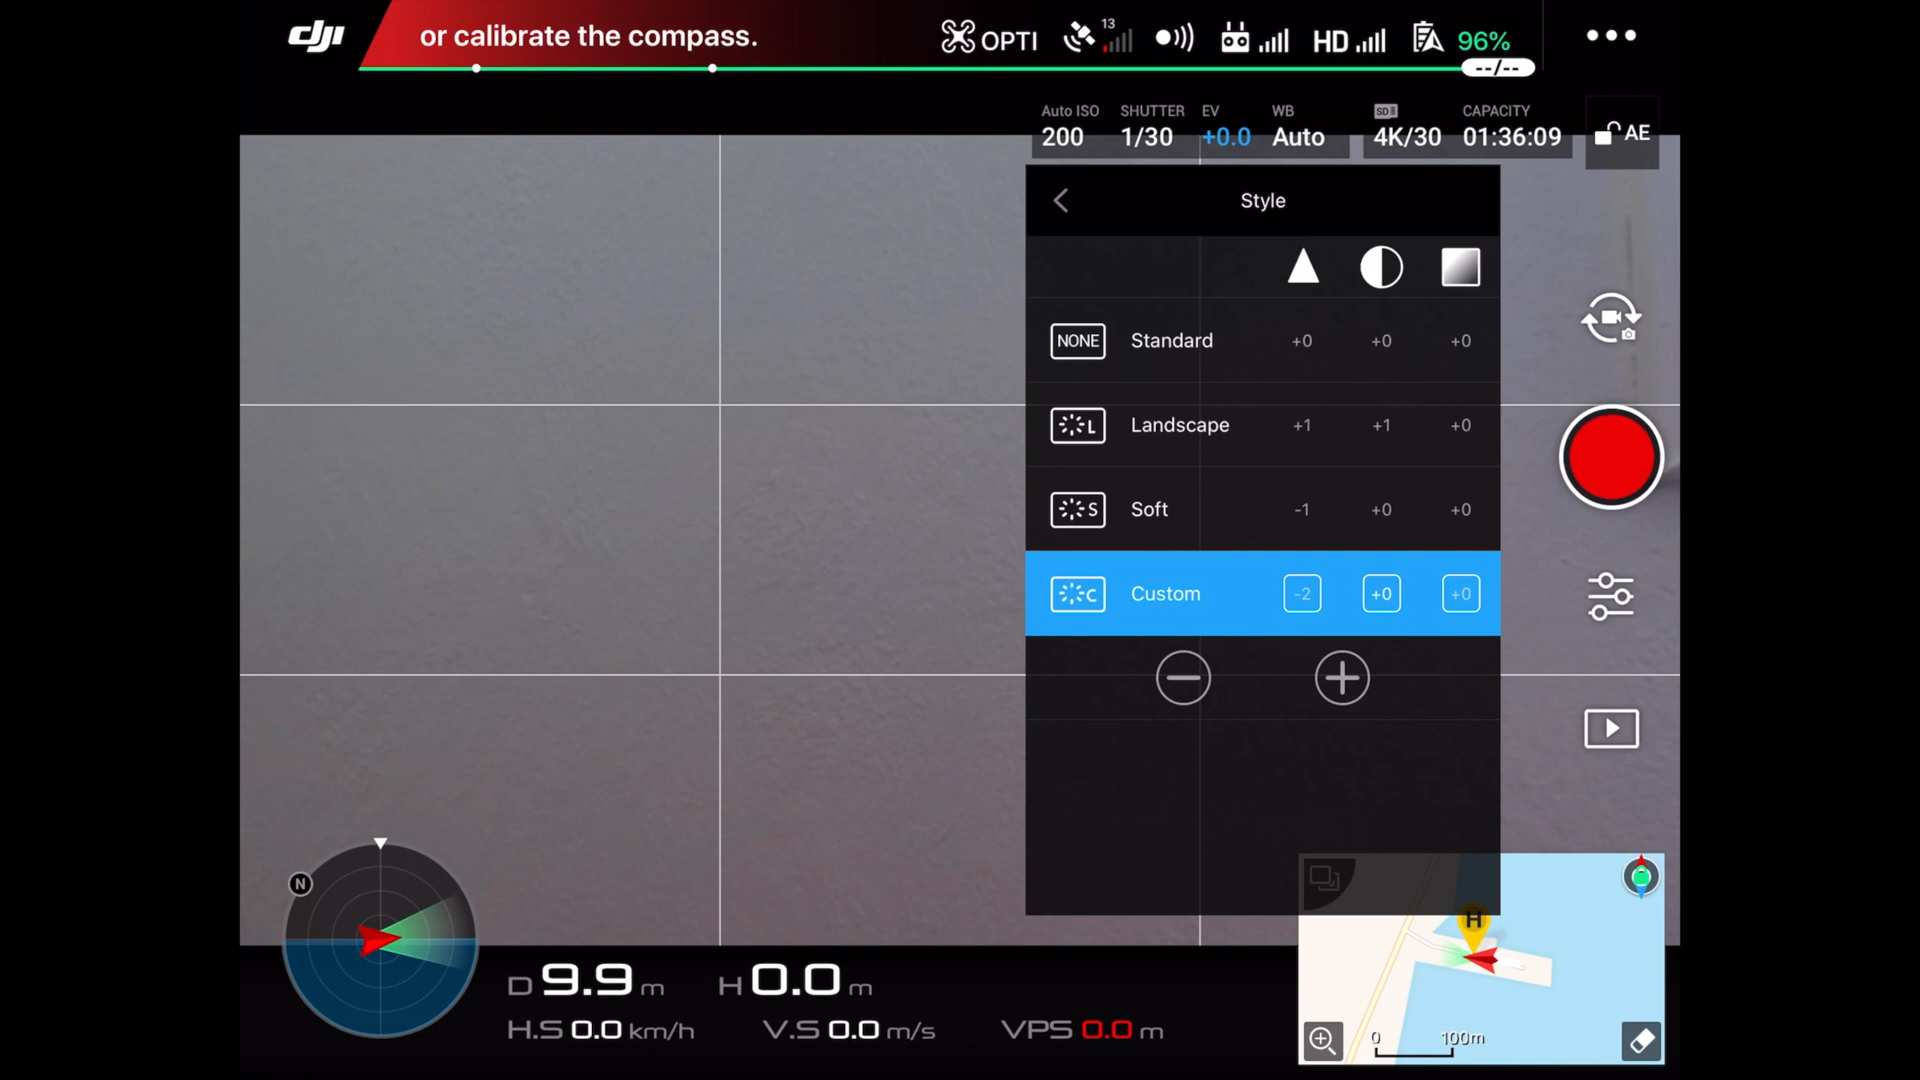 dji
or calibrate the compass.
OPTI
13
HD
96%
--/--
Auto ISO
200
SHUTTER
1/30
EV
+0.0
WB
Auto
SD
4K/30
CAPACITY
01:36:09
AE
Style
NONE Standard +0 +0 +0
L Landscape +1 +1 +0
S Soft -1 +0 +0
C Custom -2 +0 +0
N
D 9.9 m
H 0.0 m
H.S 0.0 km/h
V.S 0.0 m/s
VPS 0.0 m
H
0 100m